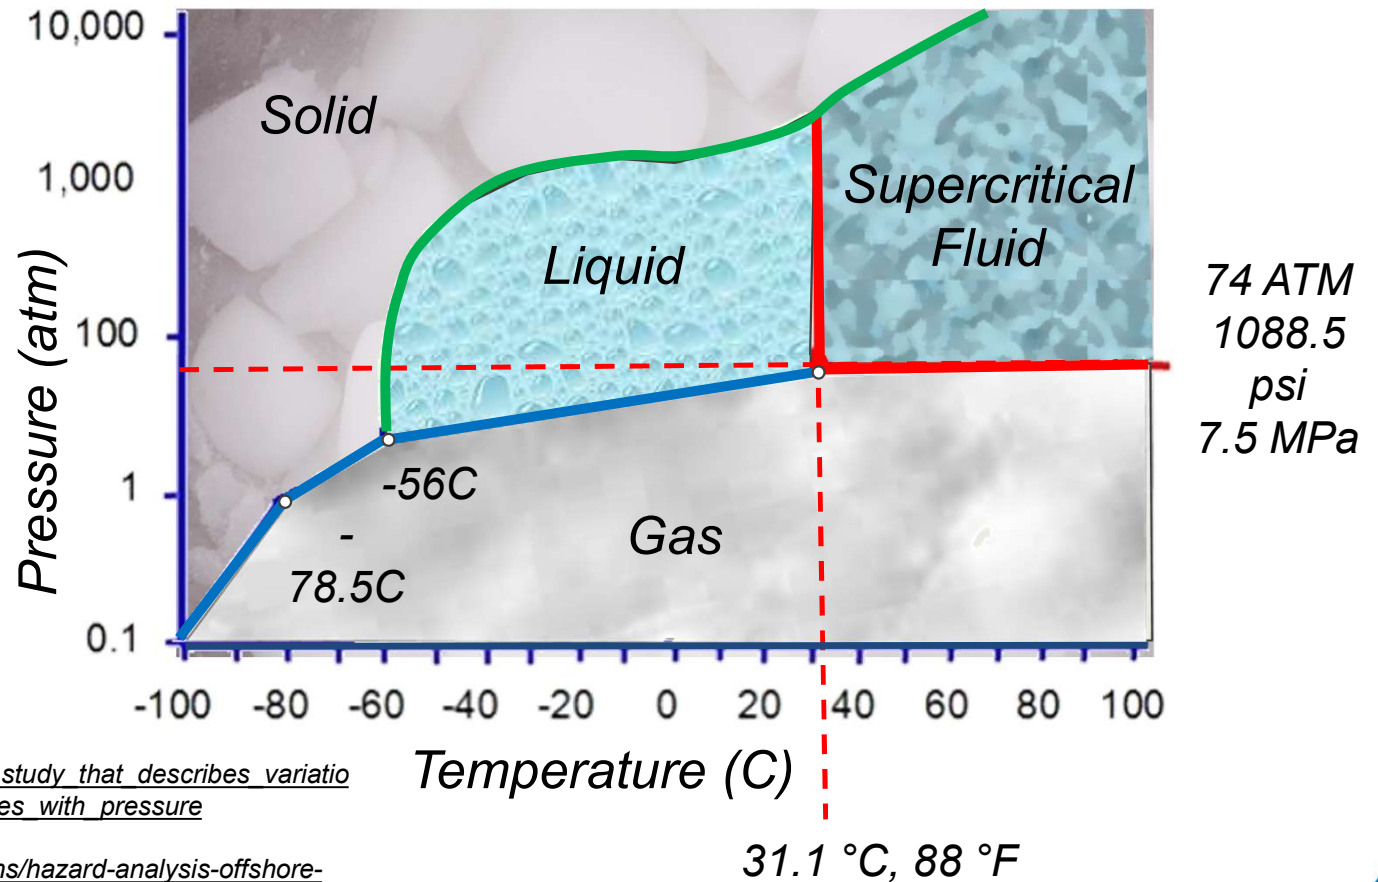 10,000
Solid
1,000
Supercritical
Fluid
Liquid
74 ATM
1088.5
psi
7.5 MPa
100
Pressure (atm)
-56C
1
-
78.5C
Gas
0.1
-100 -80 -60 -40 -20 0 20 40 60 80 100
Temperature (C)
study_that_describes_variatio
es_with_pressure
31.1 °C, 88 °F
ns/hazard-analysis-offshore-